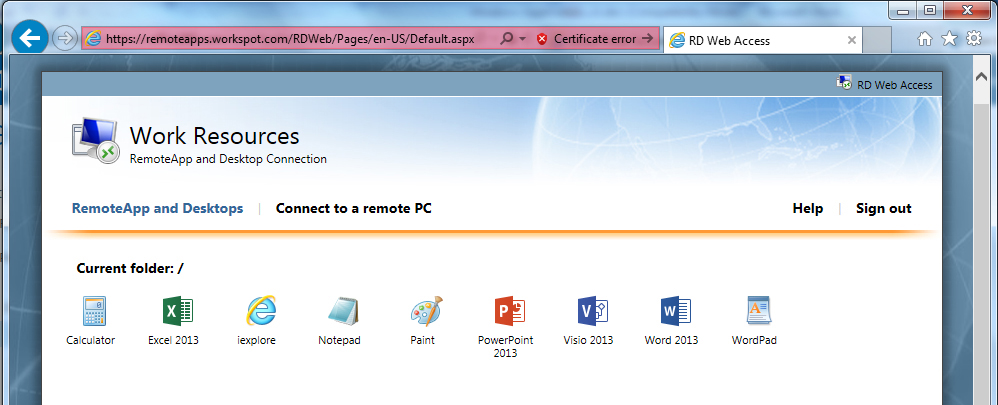 https://remoteapps.workspot.com/RDWeb/Pages/en-US/Default.aspx
Certificate error
RD Web Access
RD Web Access
Work Resources
RemoteApp and Desktop Connection
RemoteApp and Desktops
Connect to a remote PC
Help
Sign out
Current folder: /
Calculator
Excel 2013
iexplore
Notepad
Paint
PowerPoint
2013
Visio 2013
Word 2013
WordPad